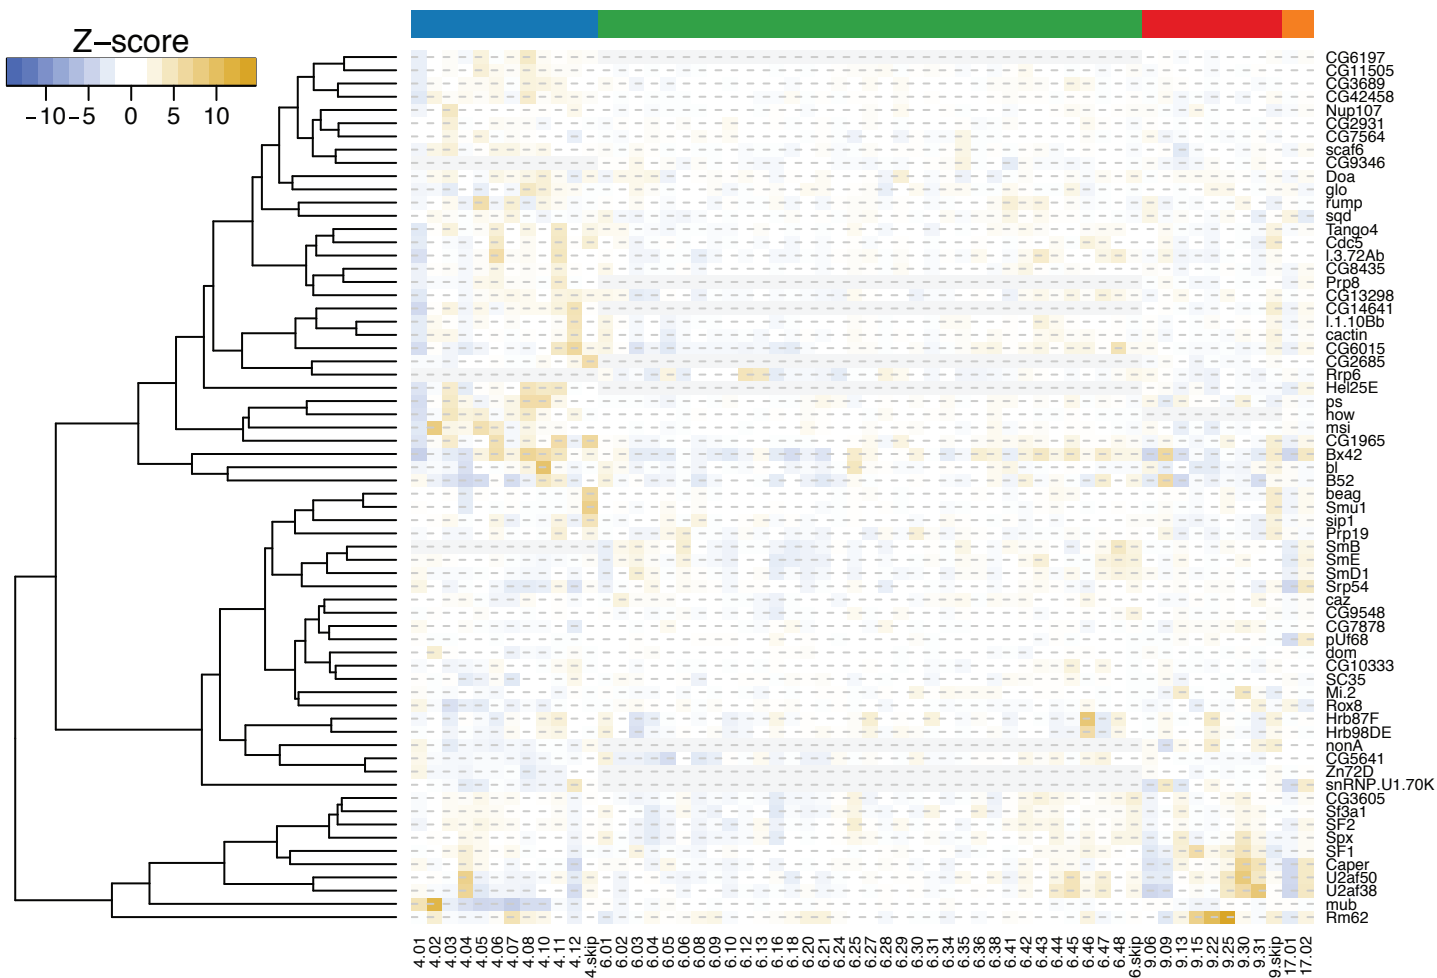 Z−score
−10 −5 0 5 10
CG6197
CG11505
CG3689
CG42458
Nup107
CG2931
CG7564
scaf6
CG9346
Doa
glo
rump
sqd
Tango4
Cdc5
l.3.72Ab
CG8435
Prp8
CG13298
CG14641
l.1.10Bb
cactin
CG6015
CG2685
Rrp6
Hel25E
ps
how
msi
CG1965
Bx42
bl
B52
beag
Smu1
sip1
Prp19
SmB
SmE
SmD1
Srp54
caz
CG9548
CG7878
pUf68
dom
CG10333
SC35
Mi.2
Rox8
Hrb87F
Hrb98DE
nonA
CG5641
Zn72D
snRNP.U1.70K
CG3605
Sf3a1
SF2
Spx
SF1
Caper
U2af50
U2af38
mub
Rm62
4.01
4.02
4.03
4.04
4.05
4.06
4.07
4.08
4.10
4.11
4.12
4.skip
6.01
6.02
6.03
6.04
6.05
6.06
6.08
6.09
6.10
6.12
6.13
6.16
6.18
6.20
6.21
6.24
6.25
6.27
6.28
6.29
6.30
6.31
6.34
6.35
6.36
6.38
6.41
6.42
6.43
6.44
6.45
6.46
6.47
6.48
6.skip
9.06
9.09
9.13
9.15
9.22
9.25
9.30
9.31
9.skip
17.01
17.02